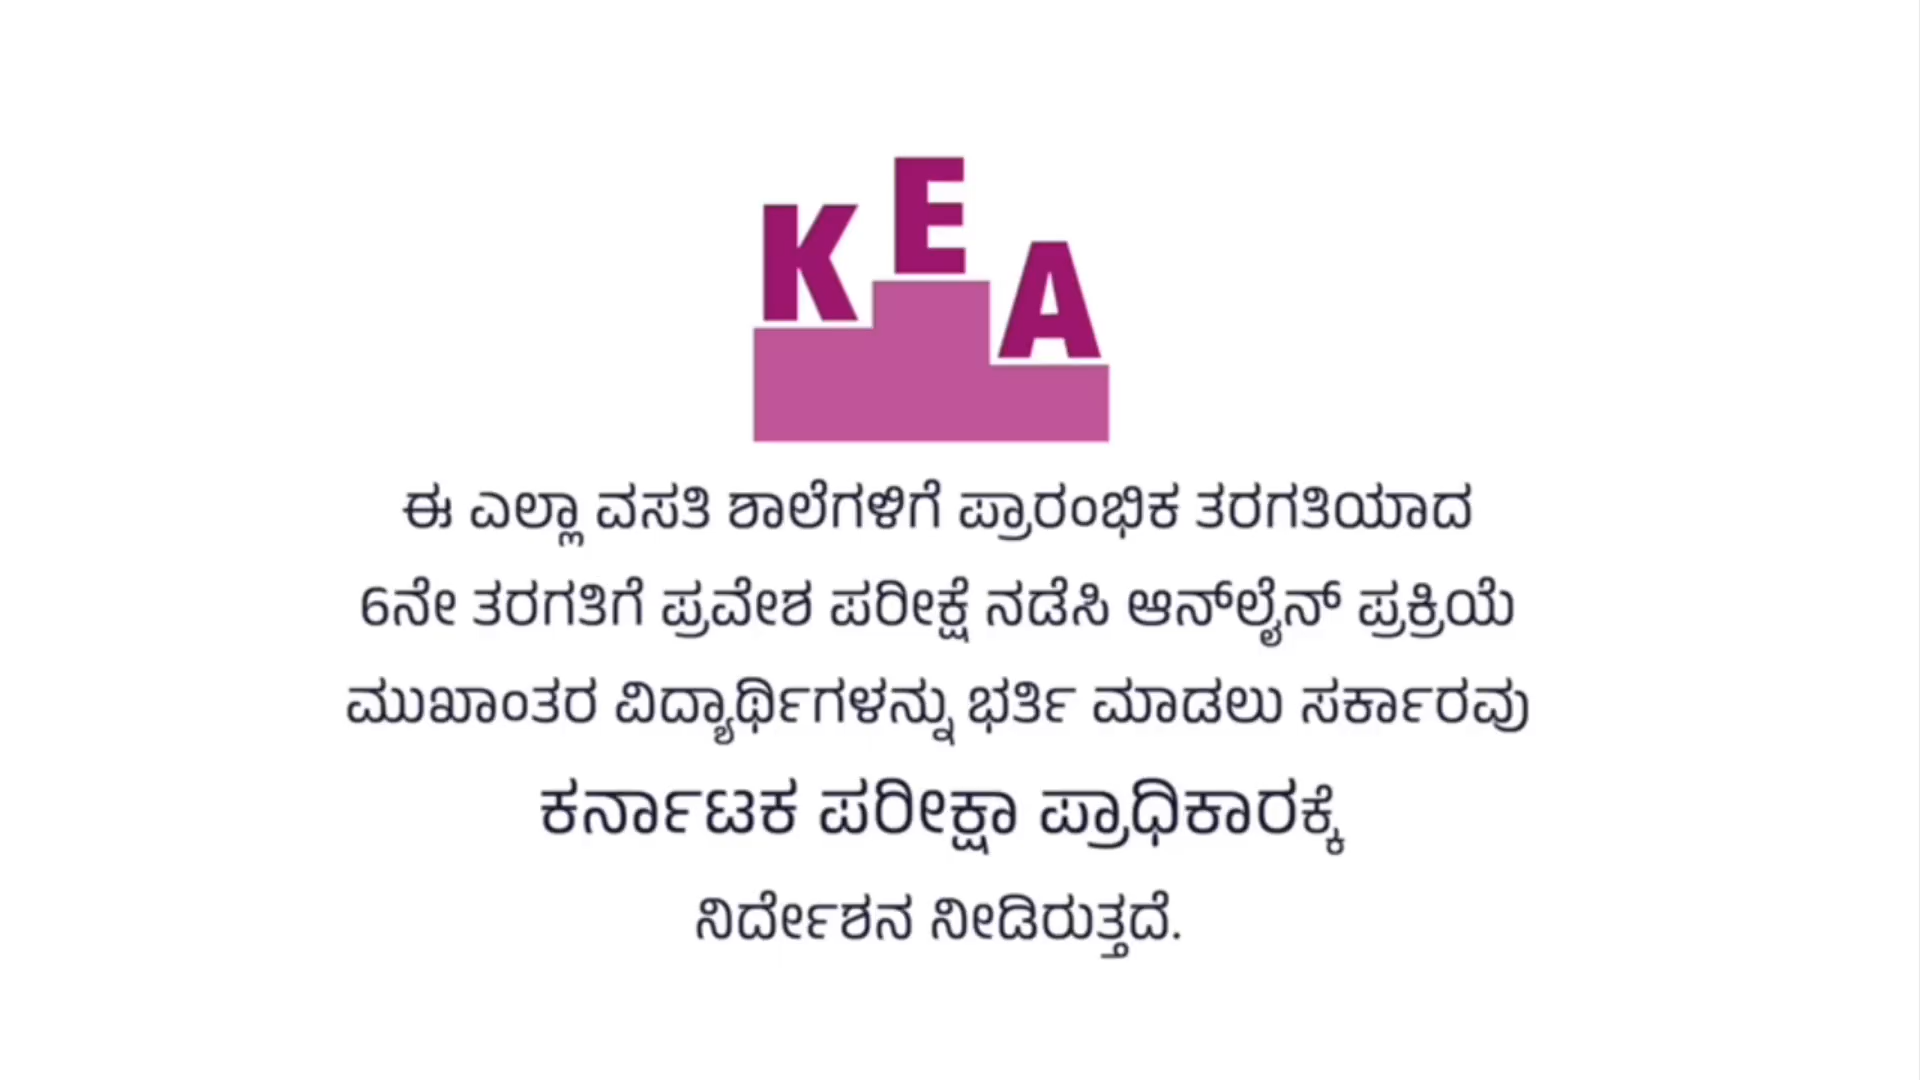 KEA
ಈ ಎಲ್ಲಾ ವಸತಿ ಶಾಲೆಗಳಿಗೆ ಪ್ರಾರಂಭಿಕ ತರಗತಿಯಾದ
6ನೇ ತರಗತಿಗೆ ಪ್ರವೇಶ ಪರೀಕ್ಷೆ ನಡೆಸಿ ಆನ್‌ಲೈನ್ ಪ್ರಕ್ರಿಯೆ
ಮುಖಾಂತರ ವಿದ್ಯಾರ್ಥಿಗಳನ್ನು ಭರ್ತಿ ಮಾಡಲು ಸರ್ಕಾರವು
ಕರ್ನಾಟಕ ಪರೀಕ್ಷಾ ಪ್ರಾಧಿಕಾರಕ್ಕೆ
ನಿರ್ದೇಶನ ನೀಡಿರುತ್ತದೆ.